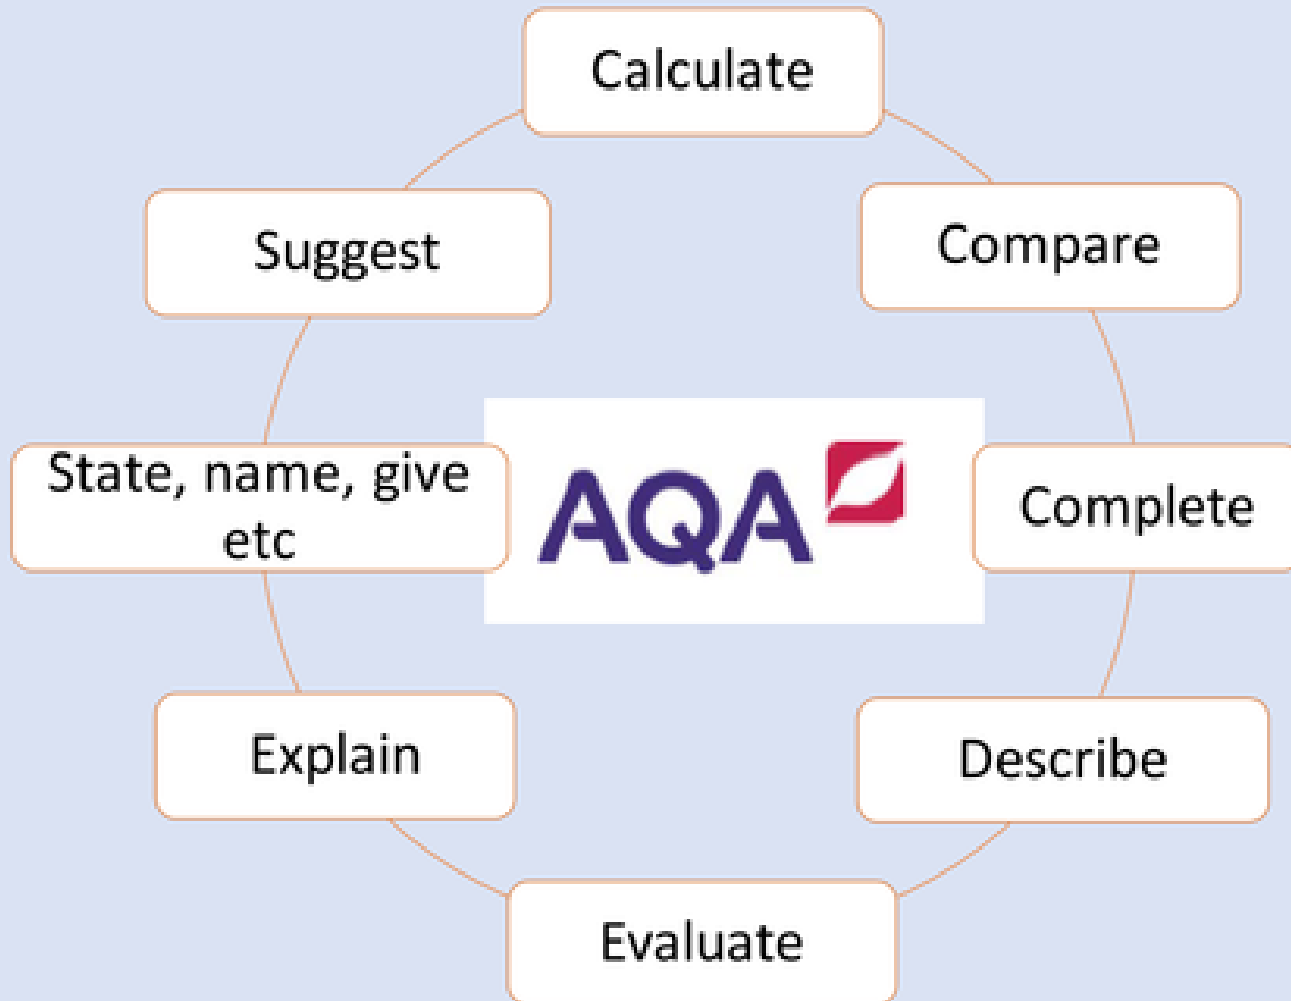 Calculate
Compare
Complete
Describe
Evaluate
Explain
State, name, give
etc
Suggest
AQA